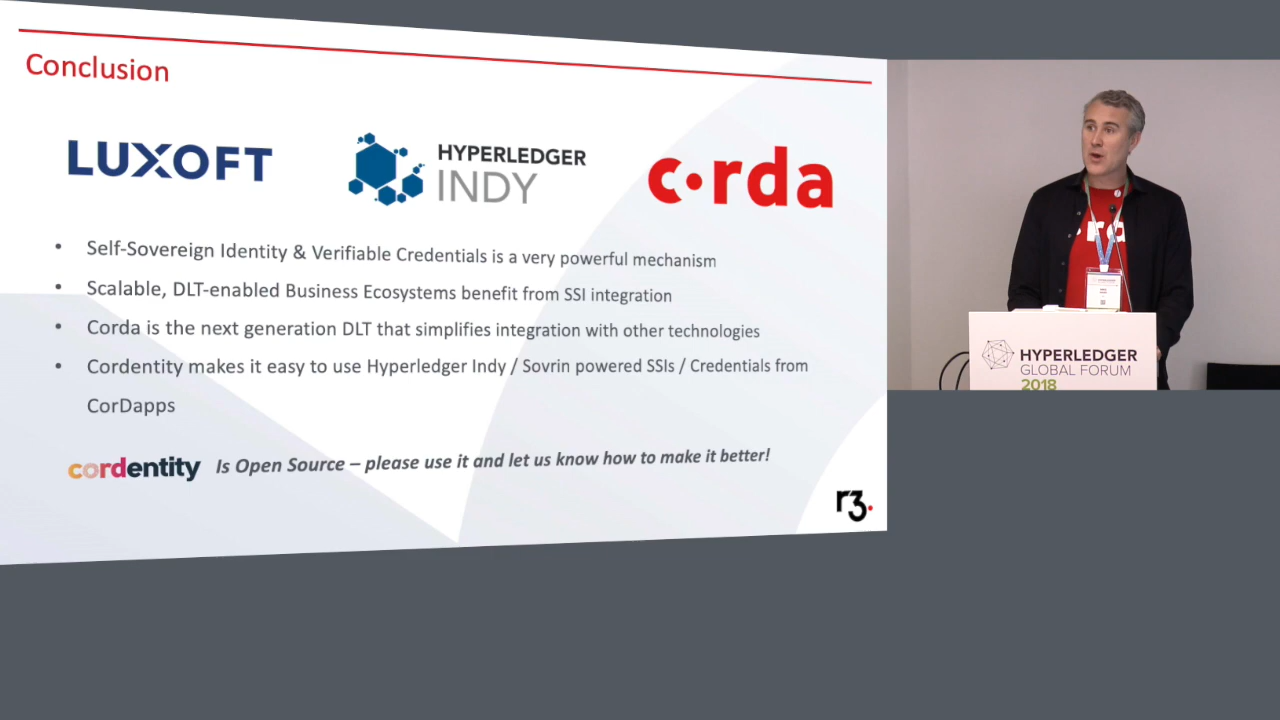 Conclusion
LUXOFT
HYPERLEDGER
INDY
c·rda
Self-Sovereign Identity & Verifiable Credentials is a very powerful mechanism
Scalable, DLT-enabled Business Ecosystems benefit from SSI integration
Corda is the next generation DLT that simplifies integration with other technologies
Cordentity makes it easy to use Hyperledger Indy / Sovrin powered SSIs / Credentials from
CorDapps
cordentity Is Open Source – please use it and let us know how to make it better!
r3.
HYPERLEDGER
GLOBAL FORUM
2018